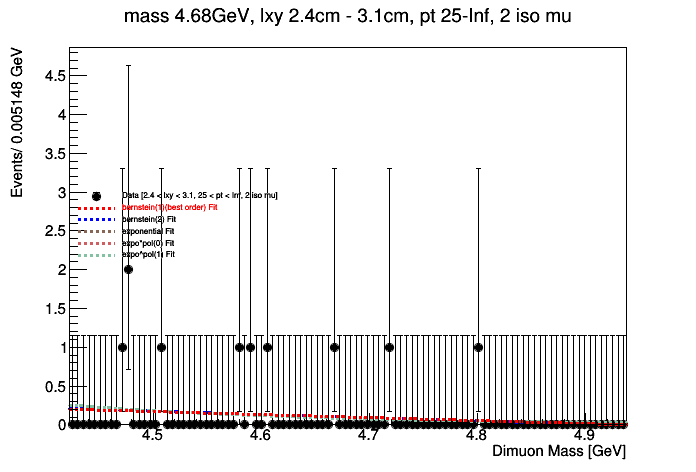 mass 4.68GeV, lxy 2.4cm - 3.1cm, pt 25-Inf, 2 iso mu
Events/ 0.005148 GeV
4.5
4
3.5
3
2.5
2
1.5
1
0.5
0
Data [2.4 < lxy < 3.1, 25 < pt < Inf, 2 iso mu]
bernstein(1)(best order) Fit
bernstein(2) Fit
exponential Fit
expo*pol(0) Fit
expo*pol(1) Fit
4.5 4.6 4.7 4.8 4.9
Dimuon Mass [GeV]